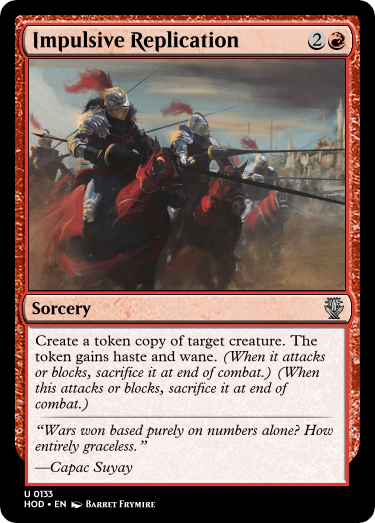 Impulsive Replication 2
Sorcery
Create a token copy of target creature. The
token gains haste and wane. (When it attacks
or blocks, sacrifice it at end of combat.) (When
this attacks or blocks, sacrifice it at end of
combat.)
“Wars won based purely on numbers alone? How
entirely graceless.”
—Capac Suyay
U 0133
HOD • EN Barret Frymire